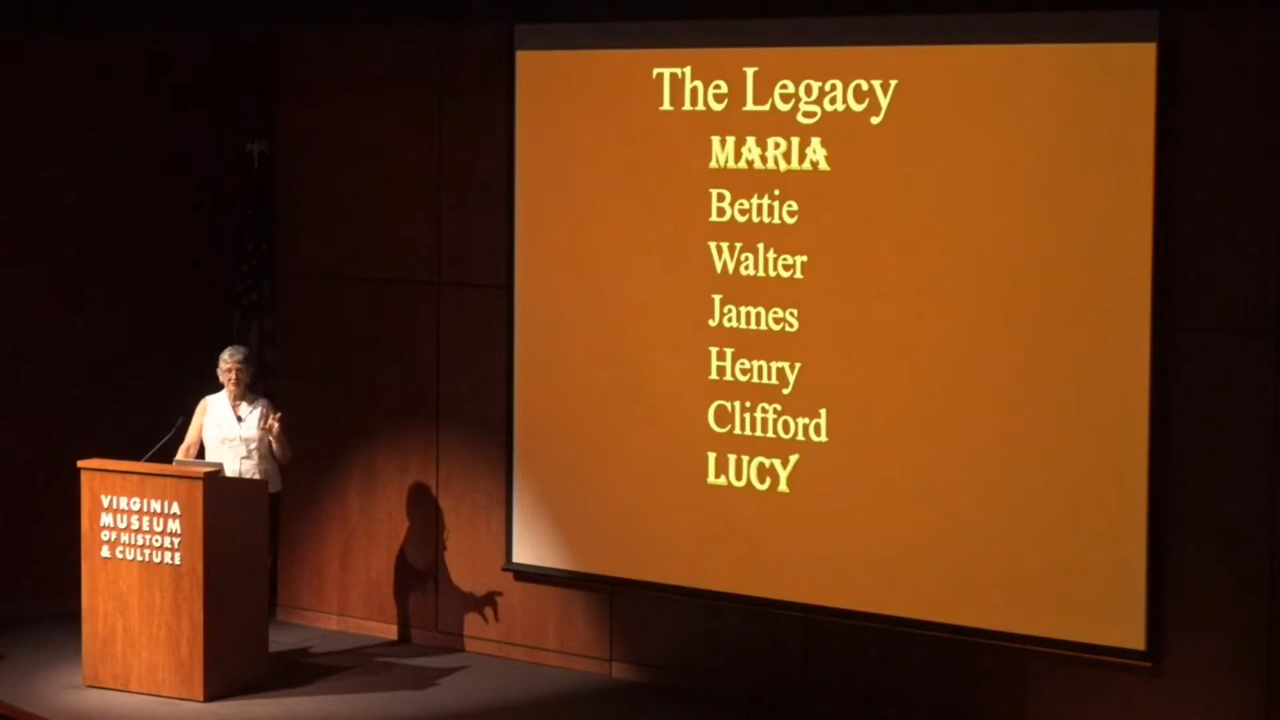 The Legacy
MARIA
Bettie
Walter
James
Henry
Clifford
LUCY
VIRGINIA
MUSEUM
OF HISTORY
& CULTURE